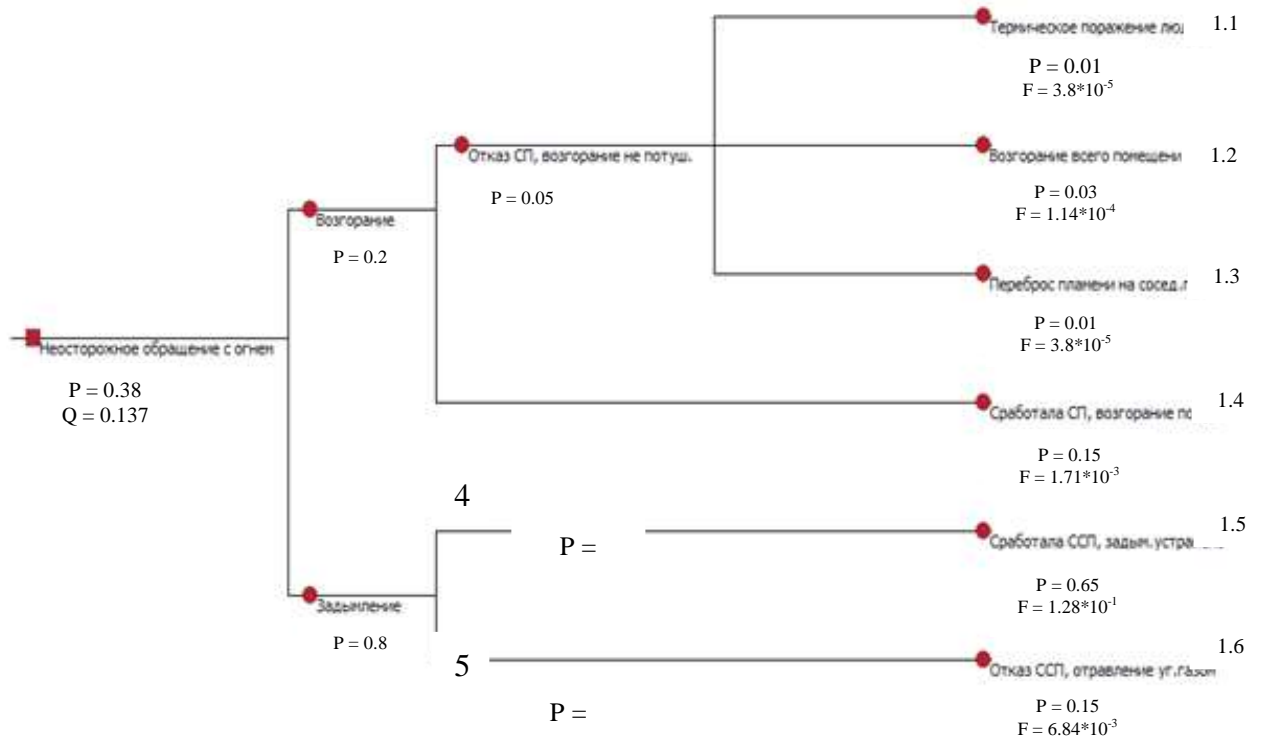 Термическое поражение люд
1.1
P = 0.01
F = 3.8*10-5
Отказ СП, возгорание не потуш.
Возгорание всего помещени
1.2
P = 0.05
P = 0.03
F = 1.14*10-4
Возгорание
P = 0.2
Переброс пламени на сосед.п
1.3
P = 0.01
F = 3.8*10-5
Неосторожное обращение с огнем
P = 0.38
Q = 0.137
Сработала СП, возгорание по
1.4
P = 0.15
F = 1.71*10-3
4
P =
Сработала ССП, задым.устра
1.5
P = 0.65
F = 1.28*10-1
Задымление
P = 0.8
5
P =
Отказ ССП, отравление уг.газом
1.6
P = 0.15
F = 6.84*10-3